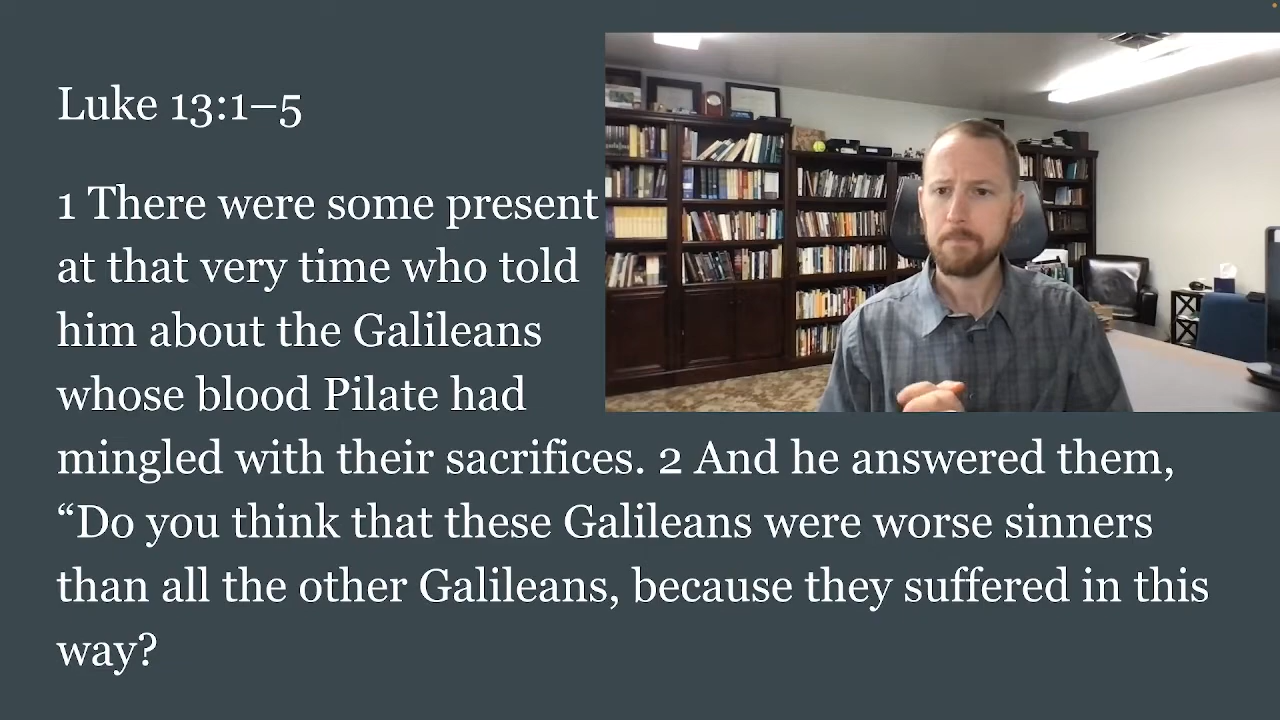 Luke 13:1–5
1 There were some present
at that very time who told
him about the Galileans
whose blood Pilate had
mingled with their sacrifices. 2 And he answered them,
“Do you think that these Galileans were worse sinners
than all the other Galileans, because they suffered in this
way?